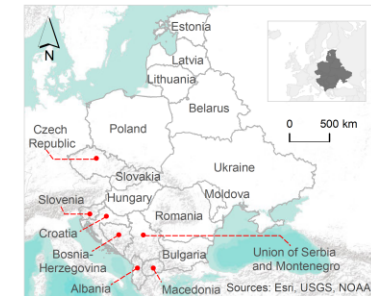 Estonia
Latvia
Lithuania
N
Belarus
0 500 km
Poland
Czech
Republic
Ukraine
Slovakia
Moldova
Hungary
Slovenia
Romania
Croatia
Bosnia-
Herzegovina
Bulgaria
Union of Serbia
and Montenegro
Albania
Macedonia
Sources: Esri, USGS, NOAA